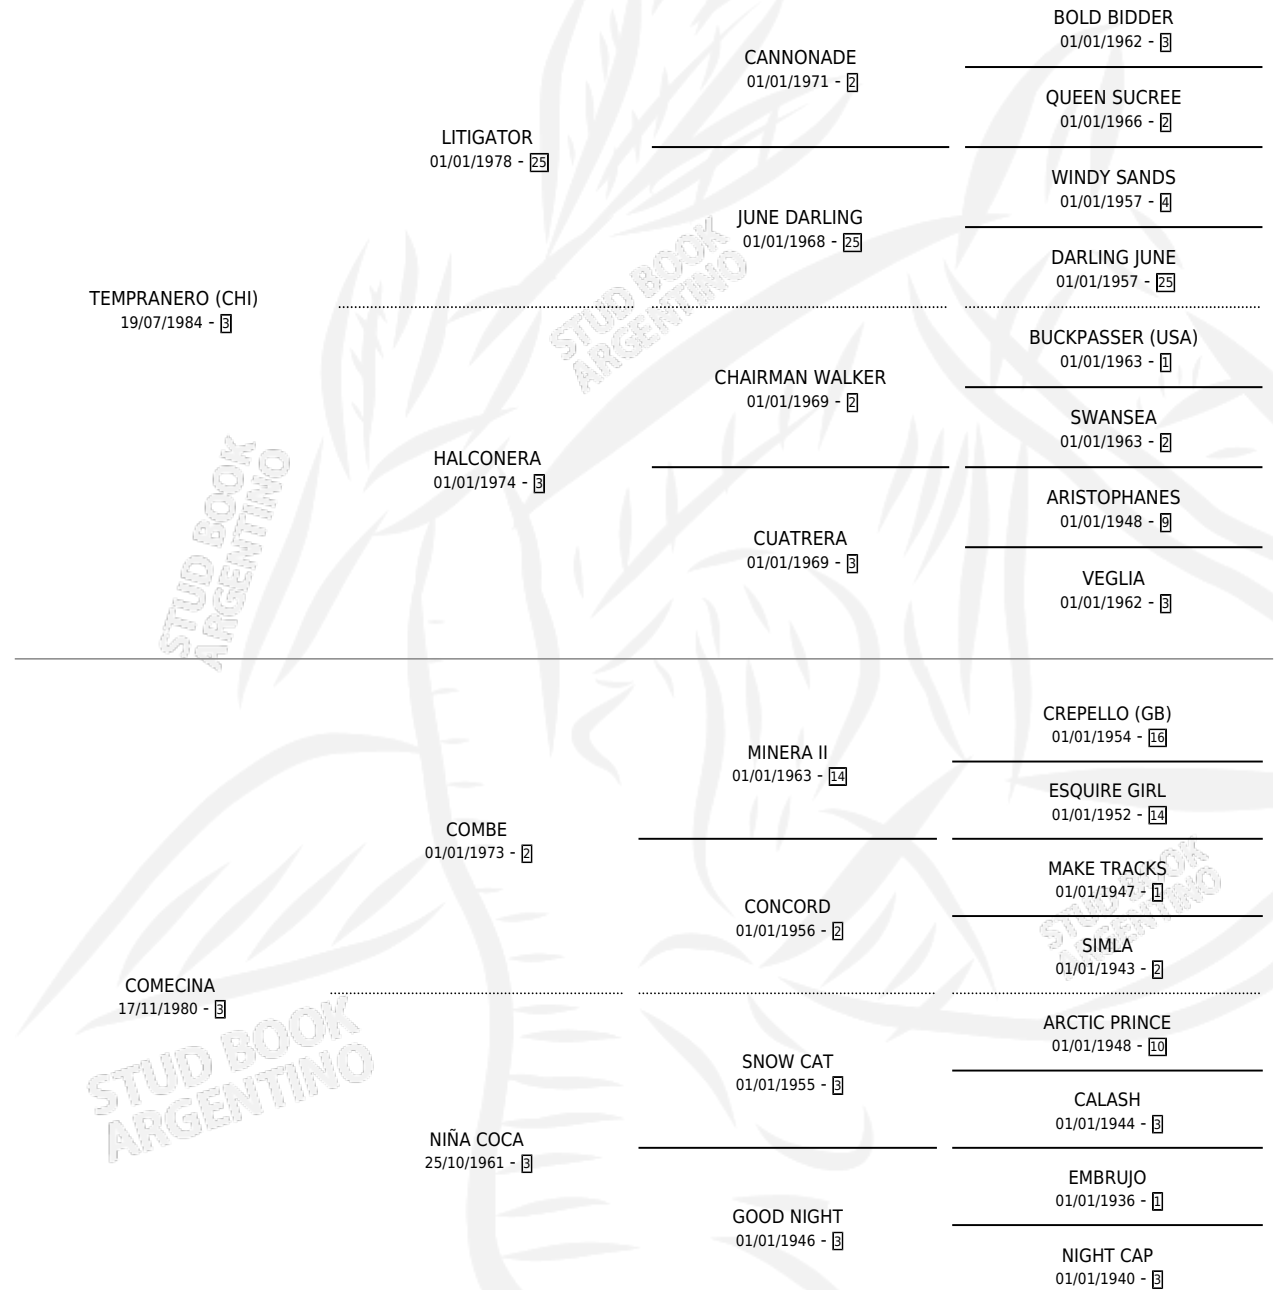 BOLD BIDDER
01/01/1962 - 3
CANNONADE
01/01/1971 - 2
QUEEN SUCREE
01/01/1966 - 2
LITIGATOR
01/01/1978 - 25
WINDY SANDS
01/01/1957 - 4
JUNE DARLING
01/01/1968 - 25
DARLING JUNE
01/01/1957 - 25
TEMPRANERO (CHI)
19/07/1984 - 3
BUCKPASSER (USA)
01/01/1963 - 1
CHAIRMAN WALKER
01/01/1969 - 2
SWANSEA
01/01/1963 - 2
HALCONERA
01/01/1974 - 3
ARISTOPHANES
01/01/1948 - 9
CUATRERA
01/01/1969 - 3
VEGLIA
01/01/1962 - 3
STUD BOOK
ARGENTINO
STUD BOOK
ARGENTINO
CREPELLO (GB)
01/01/1954 - 16
MINERA II
01/01/1963 - 14
ESQUIRE GIRL
01/01/1952 - 14
COMBE
01/01/1973 - 2
MAKE TRACKS
01/01/1947 - 1
CONCORD
01/01/1956 - 2
SIMLA
01/01/1943 - 2
STUD BOOK
ARGENTINO
COMECINA
17/11/1980 - 3
ARCTIC PRINCE
01/01/1948 - 10
SNOW CAT
01/01/1955 - 3
CALASH
01/01/1944 - 3
NIÑA COCA
25/10/1961 - 3
EMBRUJO
01/01/1936 - 1
GOOD NIGHT
01/01/1946 - 3
NIGHT CAP
01/01/1940 - 3
STUD BOOK
ARGENTINO